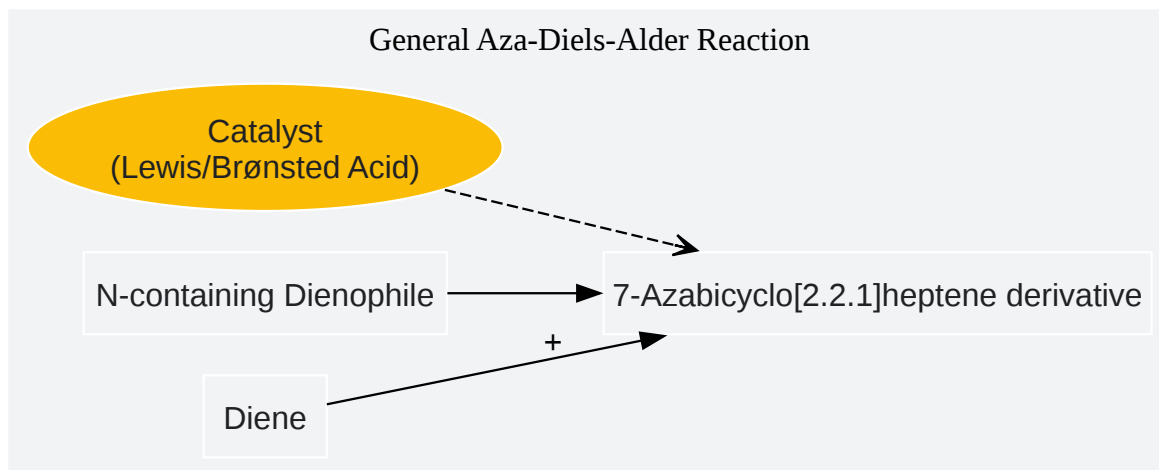 General Aza-Diels-Alder Reaction
Catalyst
(Lewis/Brønsted Acid)
N-containing Dienophile
7-Azabicyclo[2.2.1]heptene derivative
+
Diene